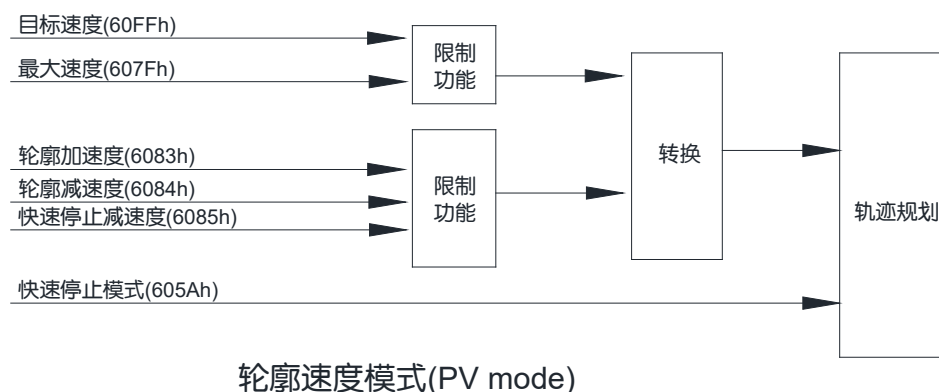 目标速度(60FFh)
最大速度(607Fh)
限制
功能
轮廓加速度(6083h)
轮廓减速度(6084h)
快速停止减速度(6085h)
限制
功能
转换
轨迹规划
快速停止模式(605Ah)
轮廓速度模式(PV mode)